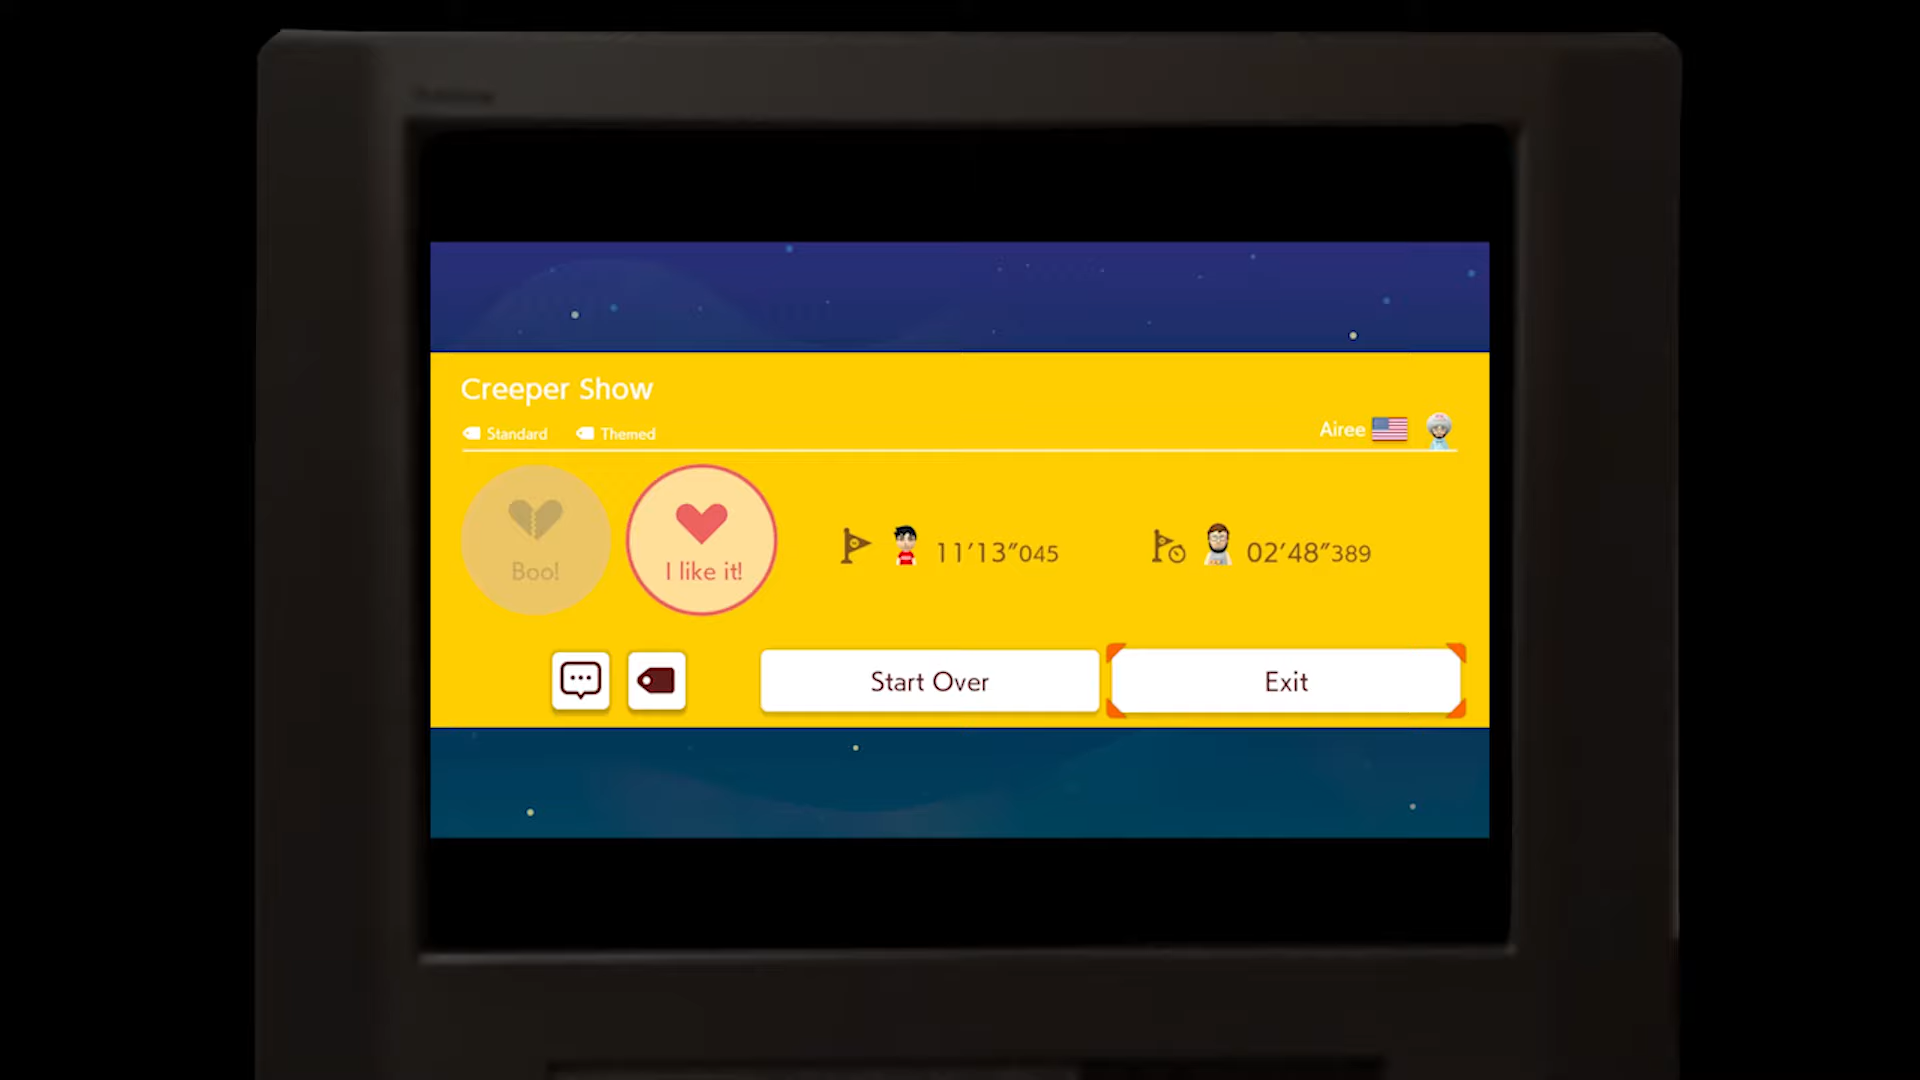 Creeper Show
Standard Themed
Airee
Boo!
I like it!
11'13"045
02'48"389
Start Over
Exit